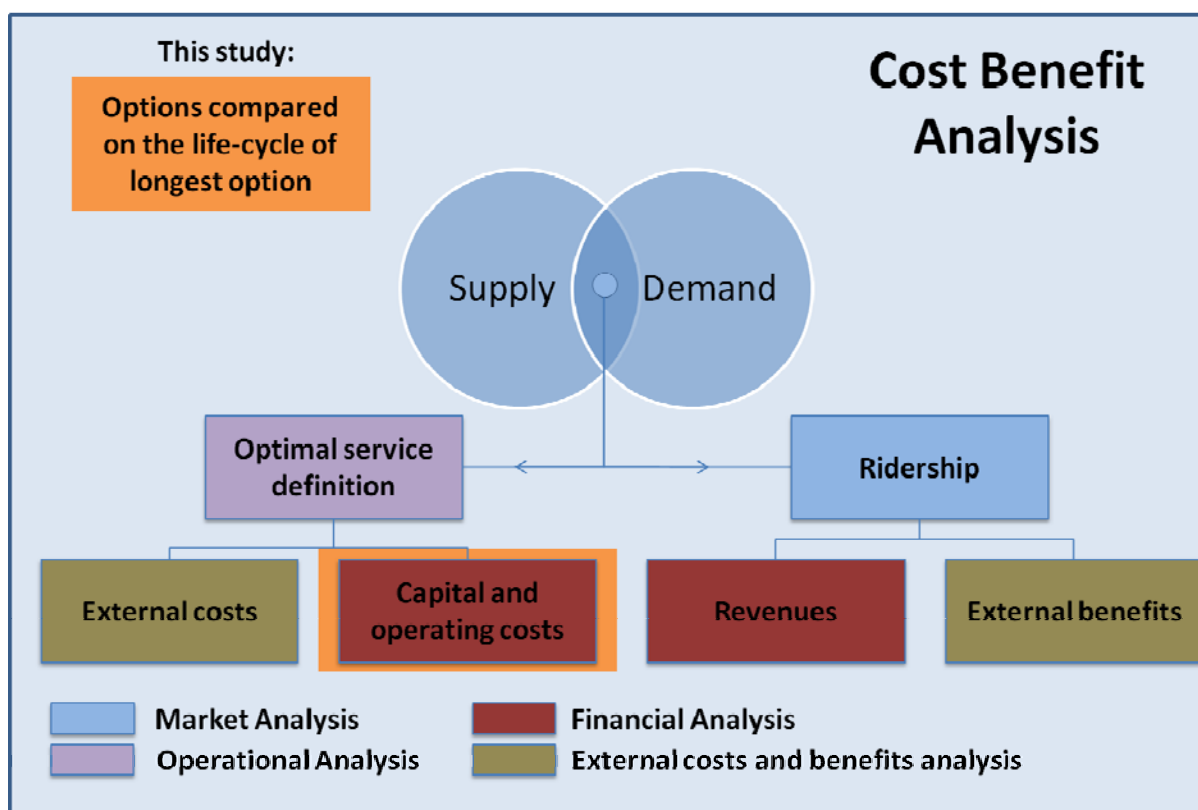 This study:
Options compared
on the life-cycle of
longest option
Cost Benefit
Analysis
Supply
Demand
Optimal service
definition
Ridership
External costs
Capital and
operating costs
Revenues
External benefits
Market Analysis
Financial Analysis
Operational Analysis
External costs and benefits analysis